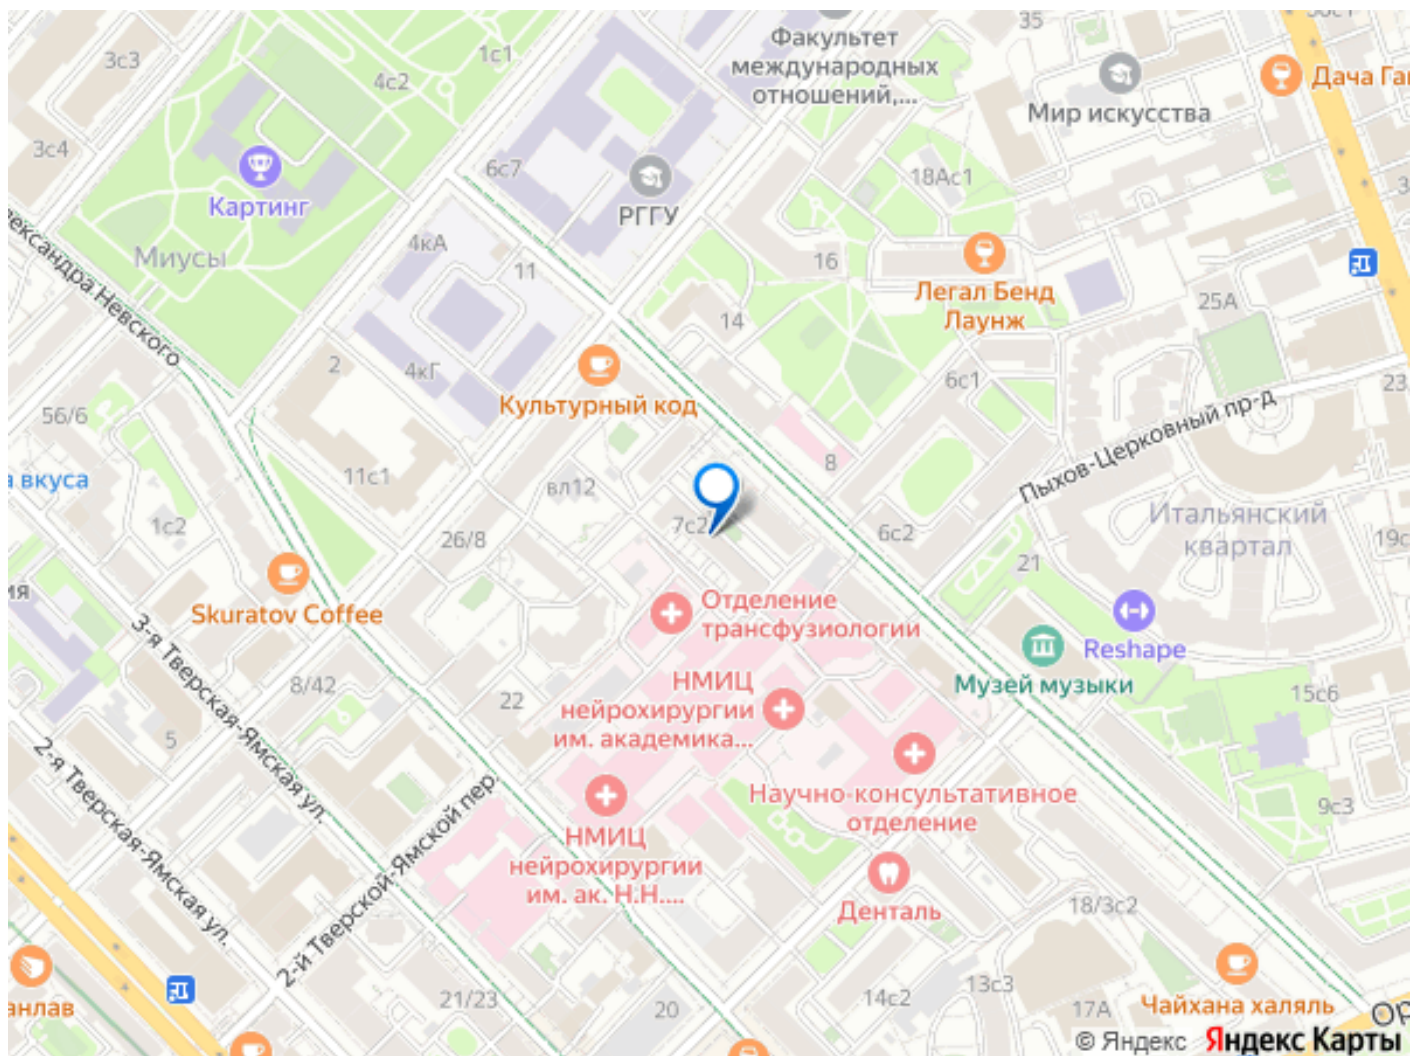 35
3с3
1с1
4с2
Факультет
международных
отношений,...
Дача Га
Мир искусства
3с4
6с7
18Ас1
РГГУ
Картинг
4кА
Миусы
11
16
Легал Бенд
Лаунж
25А
14
2
4кГ
6с1
23
Культурный код
56/6
Пыхов-Церковный пр-д
8
11с1
вл12
а вкуса
1с2
7с2
Итальянский
квартал
26/8
6с2
19с
21
Skuratov Coffee
Отделение
трансфузиологии
Reshape
Музей музыки
НМИЦ
нейрохирургии
им. академика...
8/42
22
15с6
5
3-я Тверская-Ямская ул.
2-я Тверская-Ямская ул.
2-й Тверской-Ямской пер.
Научно-консультативное
отделение
9с3
НМИЦ
нейрохирургии
им. ак. Н.Н....
Денталь
18/3с2
21/23
20
14с2
13с3
17А
Чайхана халяль
анлав
Ор
© Яндекс Яндекс Карты